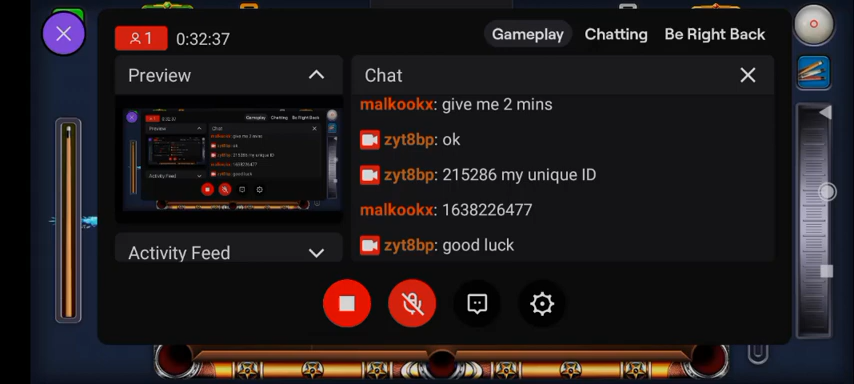 1 0:32:37
Gameplay Chatting Be Right Back
Preview
Chat
malkookx: give me 2 mins
zyt8bp: ok
zyt8bp: 215286 my unique ID
malkookx: 1638226477
zyt8bp: good luck
Activity Feed